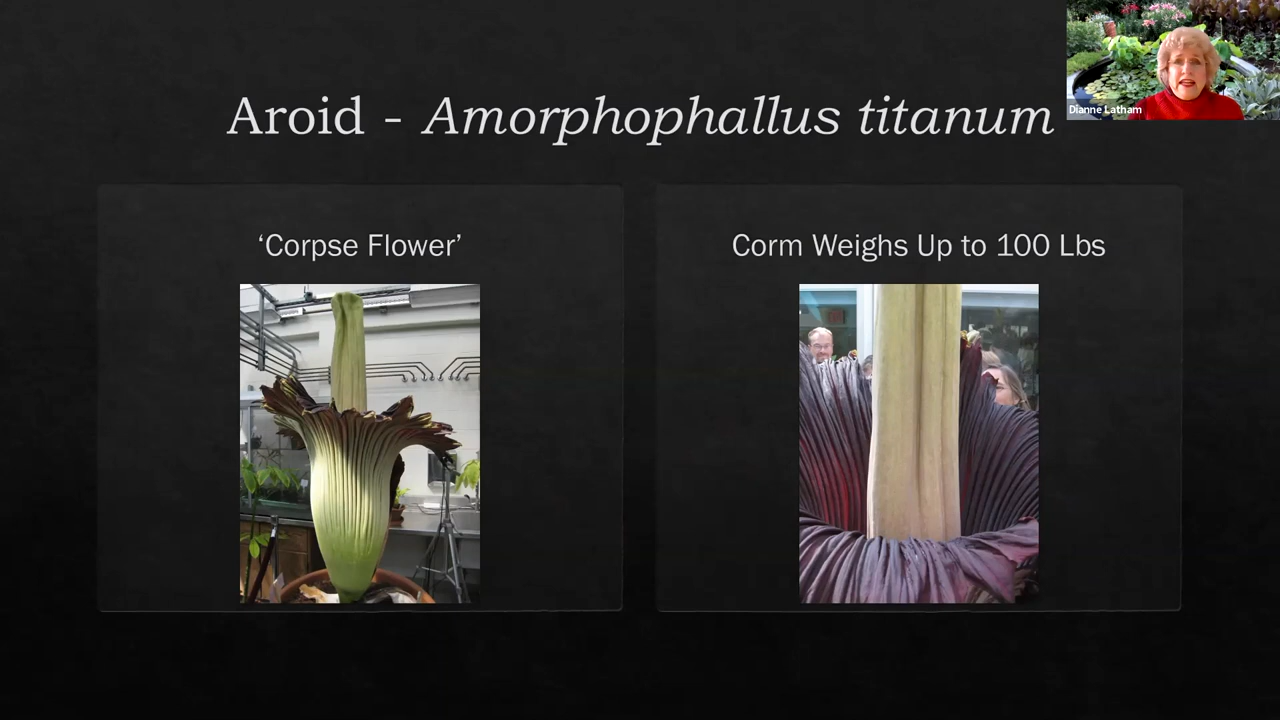 Aroid - Amorphophallus titanum
Dianne Latham
‘Corpse Flower’
Corm Weighs Up to 100 Lbs